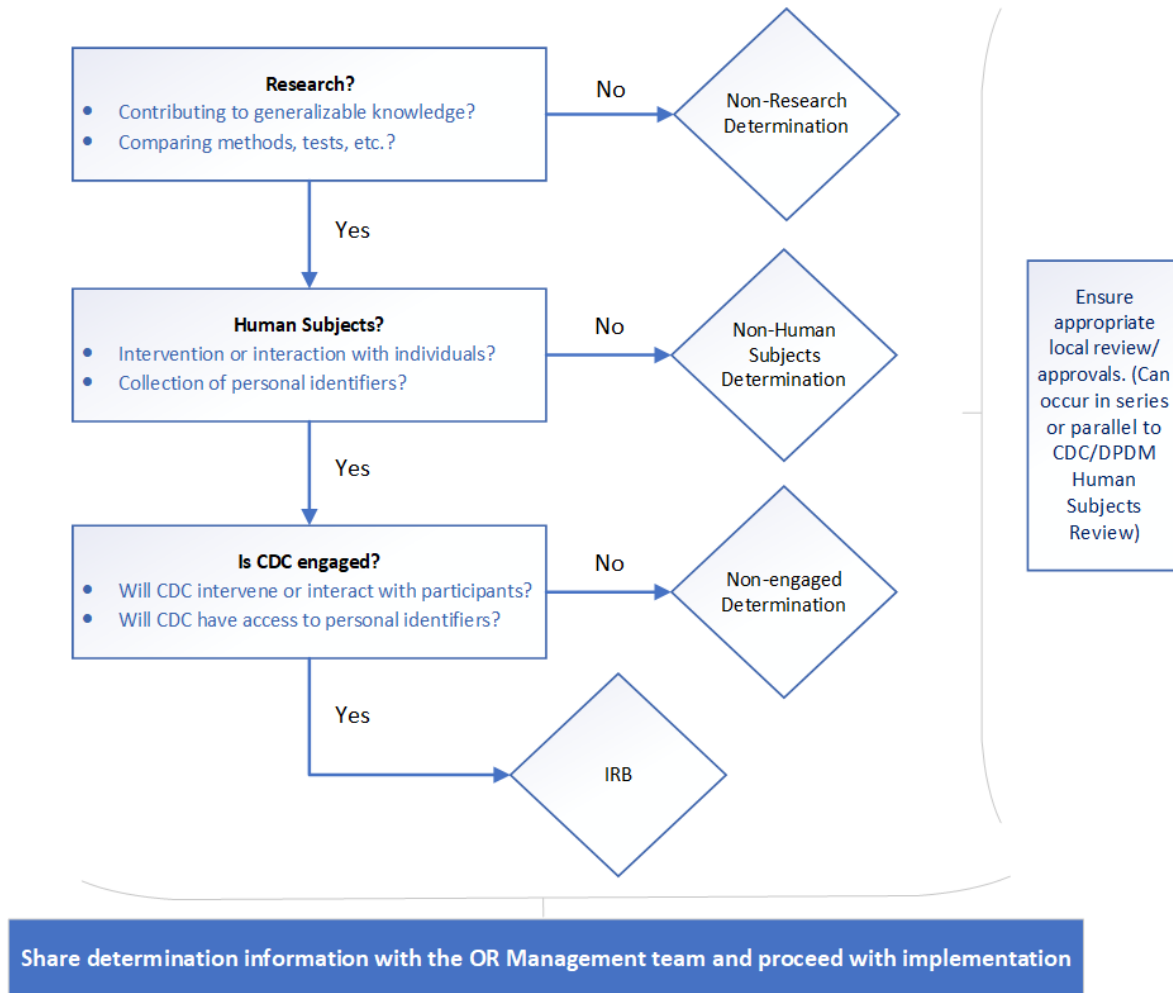 Research?
• Contributing to generalizable knowledge?
• Comparing methods, tests, etc.?
No
Non-Research
Determination
Yes
Human Subjects?
• Intervention or interaction with individuals?
• Collection of personal identifiers?
No
Non-Human
Subjects
Determination
Yes
Is CDC engaged?
• Will CDC intervene or interact with participants?
• Will CDC have access to personal identifiers?
No
Non-engaged
Determination
Yes
IRB
Ensure
appropriate
local review/
approvals. (Can
occur in series
or parallel to
CDC/DPDM
Human
Subjects
Review)
Share determination information with the OR Management team and proceed with implementation